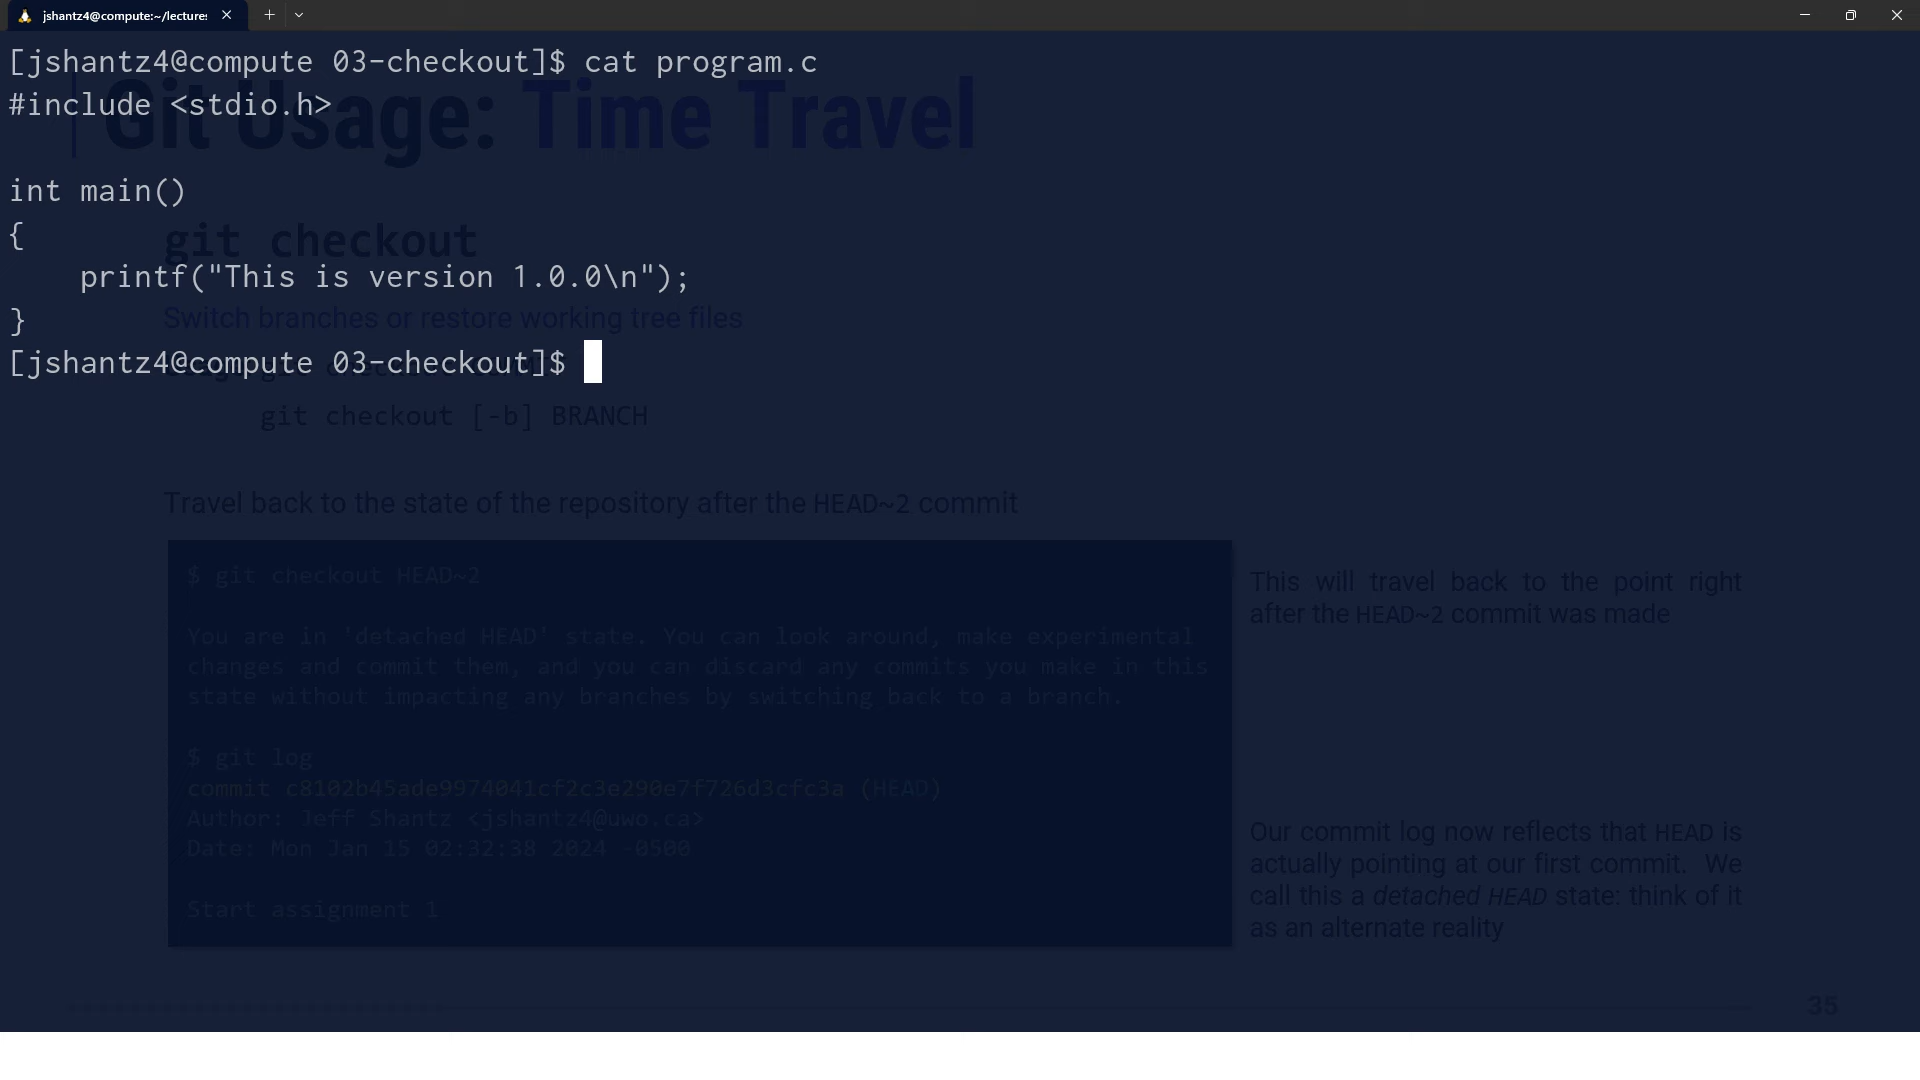 jshantz4@compute:~/lecture
[jshantz4@compute 03-checkout]$ cat program.c
#include <stdio.h>
int main()
{
printf("This is version 1.0.0\n");
}
[jshantz4@compute 03-checkout]$
Git Usage: Time Travel
git checkout
Switch branches or restore working tree files
git checkout [-b] BRANCH
Travel back to the state of the repository after the HEAD~2 commit
$ git checkout HEAD~2
You are in 'detached HEAD' state. You can look around, make experimental
changes and commit them, and you can discard any commits you make in this
state without impacting any branches by switching back to a branch.
$ git log
commit c8102b45ade9974041cf2c3e290e7f726d3cfc3a (HEAD)
Author: Jeff Shantz <jshantz4@uwo.ca>
Date: Mon Jan 15 02:32:38 2024 -0500
Start assignment 1
This will travel back to the point right
after the HEAD~2 commit was made
Our commit log now reflects that HEAD is
actually pointing at our first commit. We
call this a detached HEAD state: think of it
as an alternate reality
35